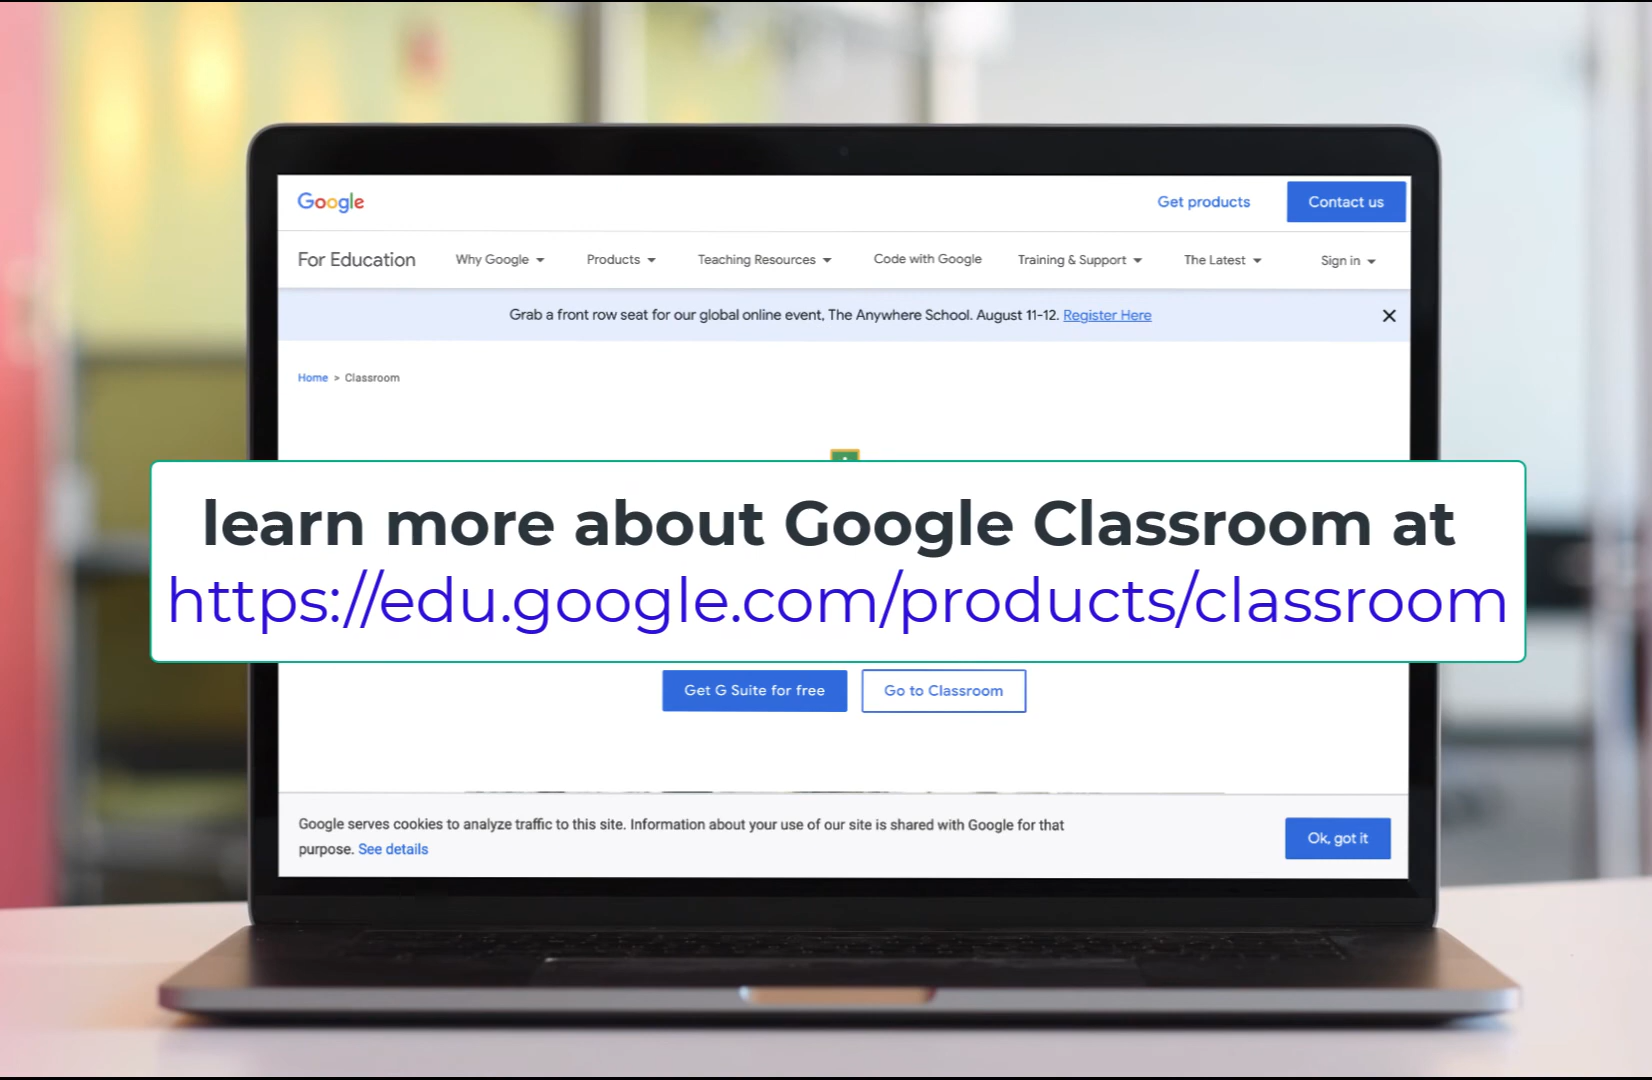 Google
Get products
Contact us
For Education
Why Google
Products
Teaching Resources
Code with Google
Training & Support
The Latest
Sign in
Grab a front row seat for our global online event, The Anywhere School. August 11-12. Register Here
Home > Classroom
learn more about Google Classroom at
https://edu.google.com/products/classroom
Get G Suite for free
Go to Classroom
Google serves cookies to analyze traffic to this site. Information about your use of our site is shared with Google for that
purpose. See details
Ok, got it